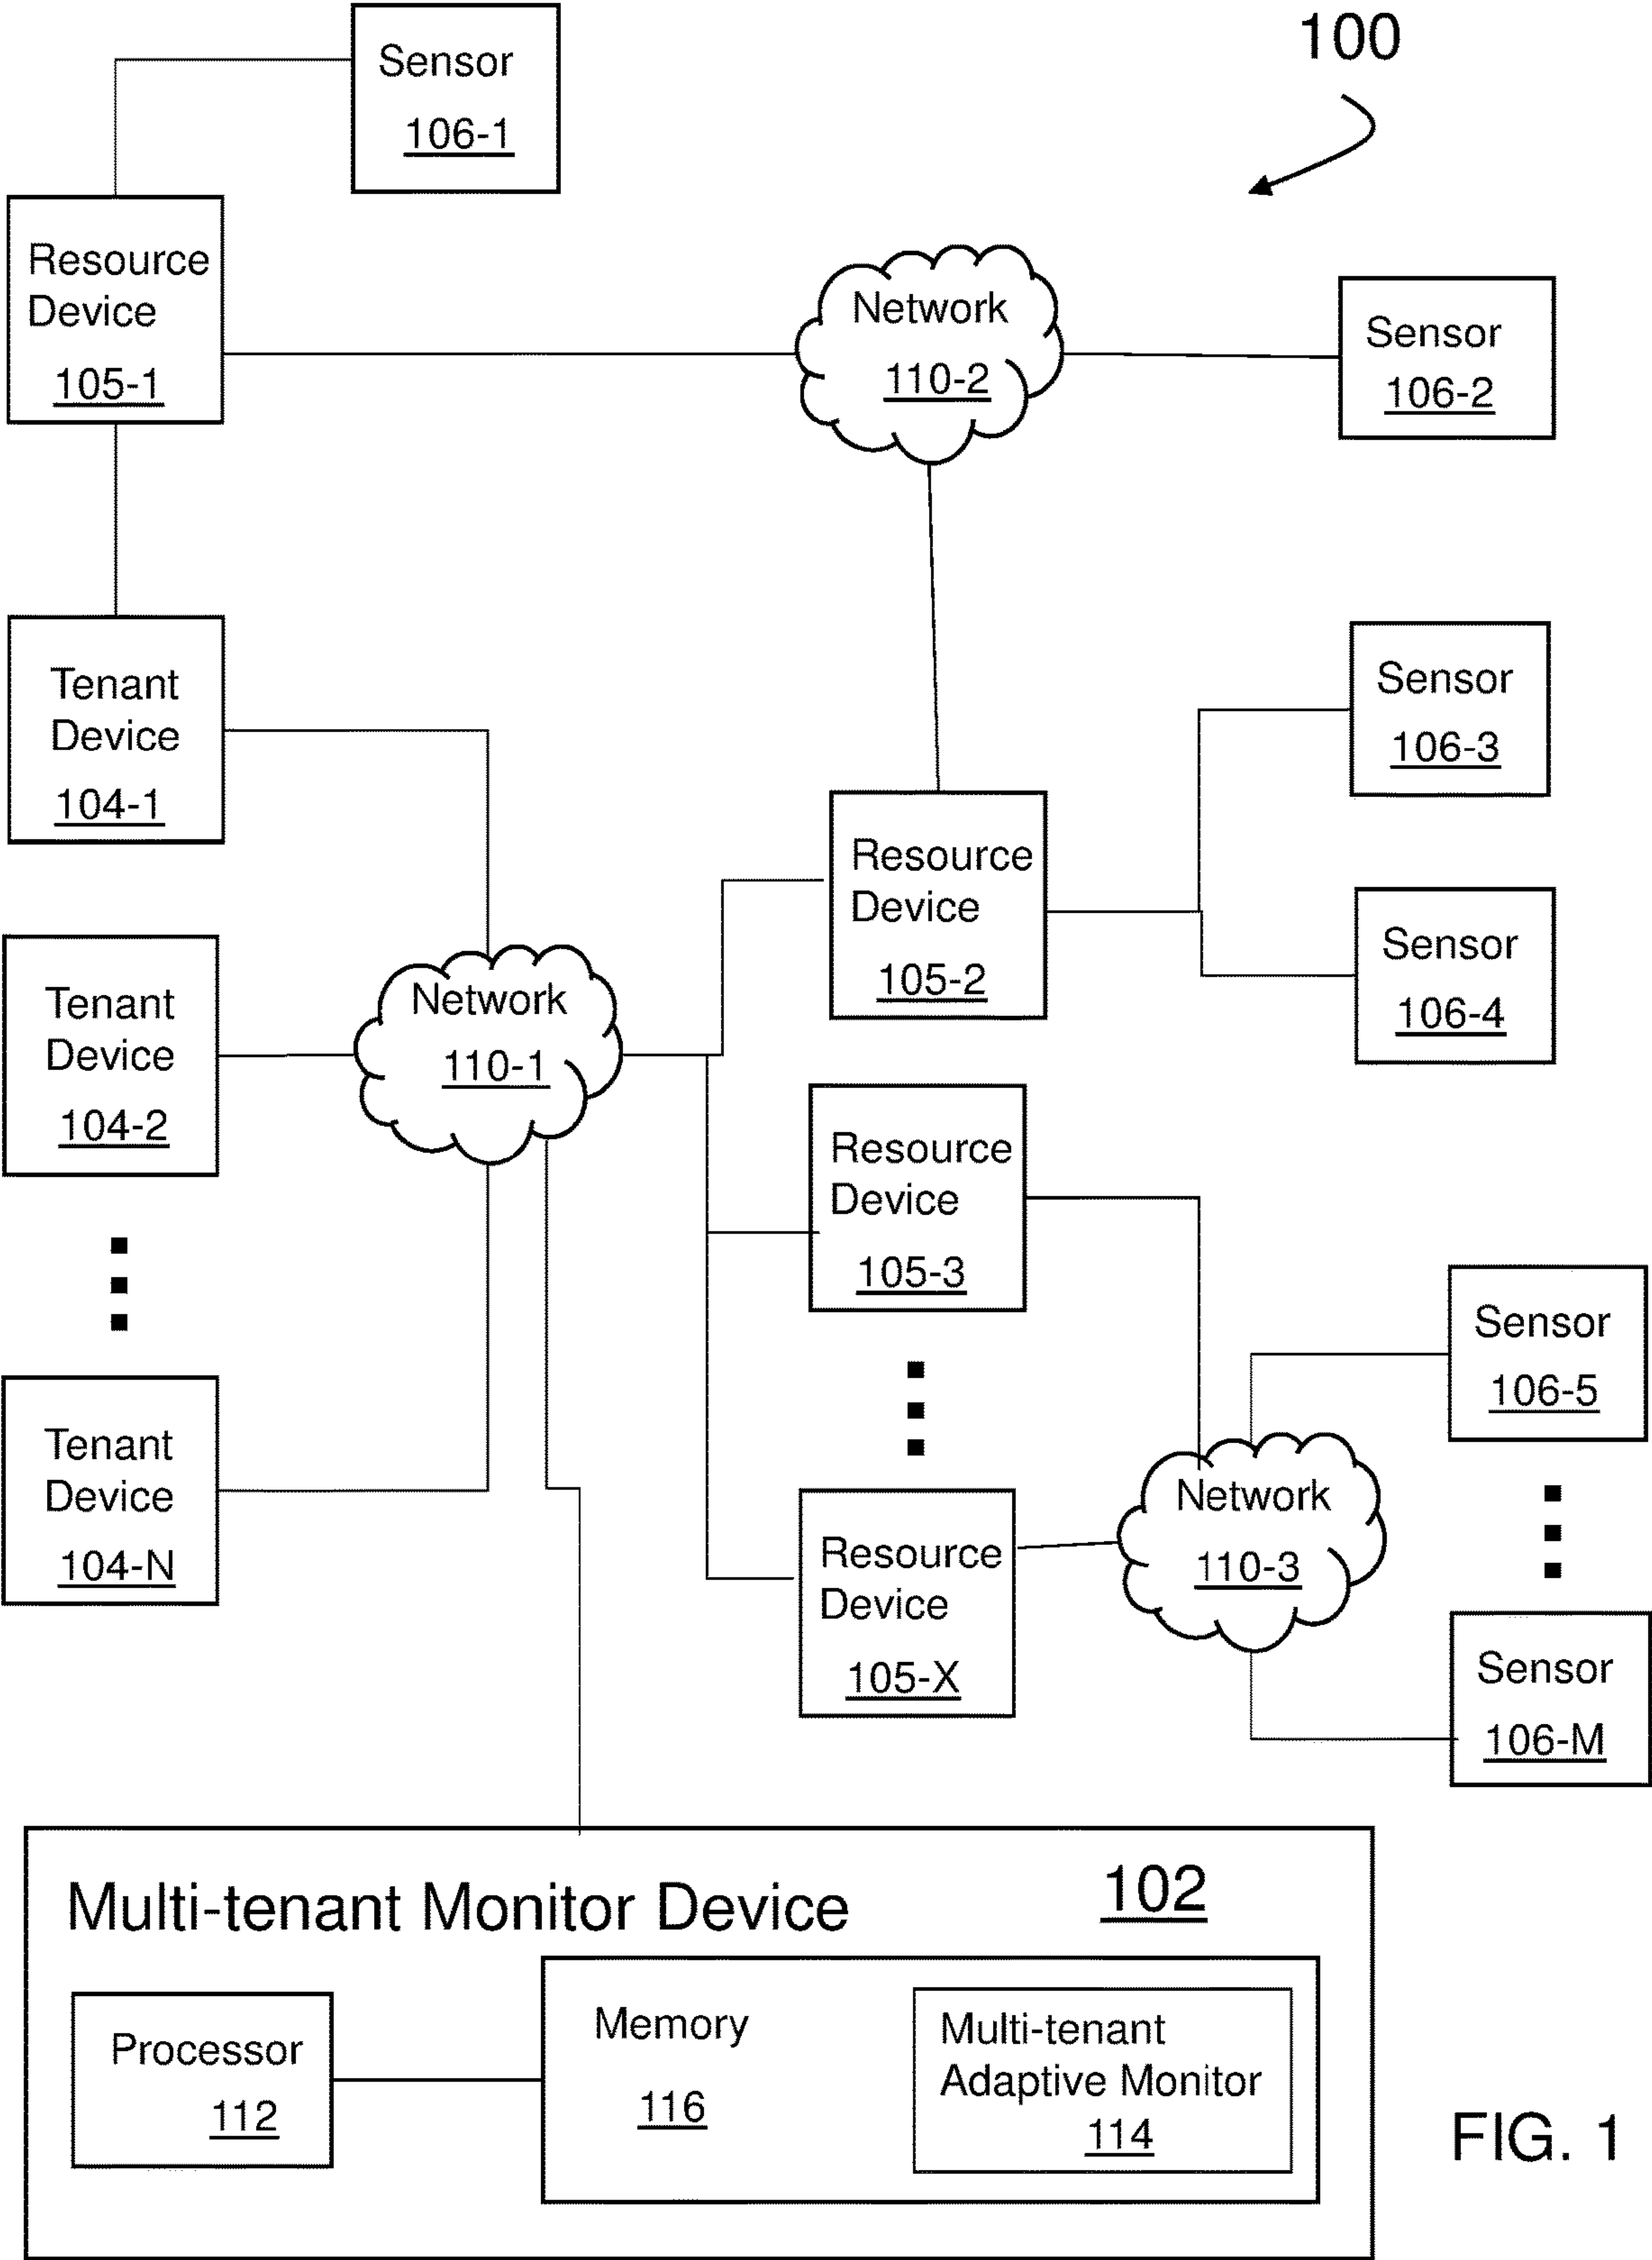 100
Sensor
106-1
Resource
Device
105-1
Network
110-2
Sensor
106-2
Tenant
Device
104-1
Sensor
106-3
Resource
Device
105-2
Sensor
106-4
Tenant
Device
104-2
Network
110-1
Resource
Device
105-3
Sensor
106-5
Tenant
Device
104-N
Network
110-3
Resource
Device
105-X
Sensor
106-M
Multi-tenant Monitor Device
102
Processor
112
Memory
116
Multi-tenant
Adaptive Monitor
114
FIG. 1